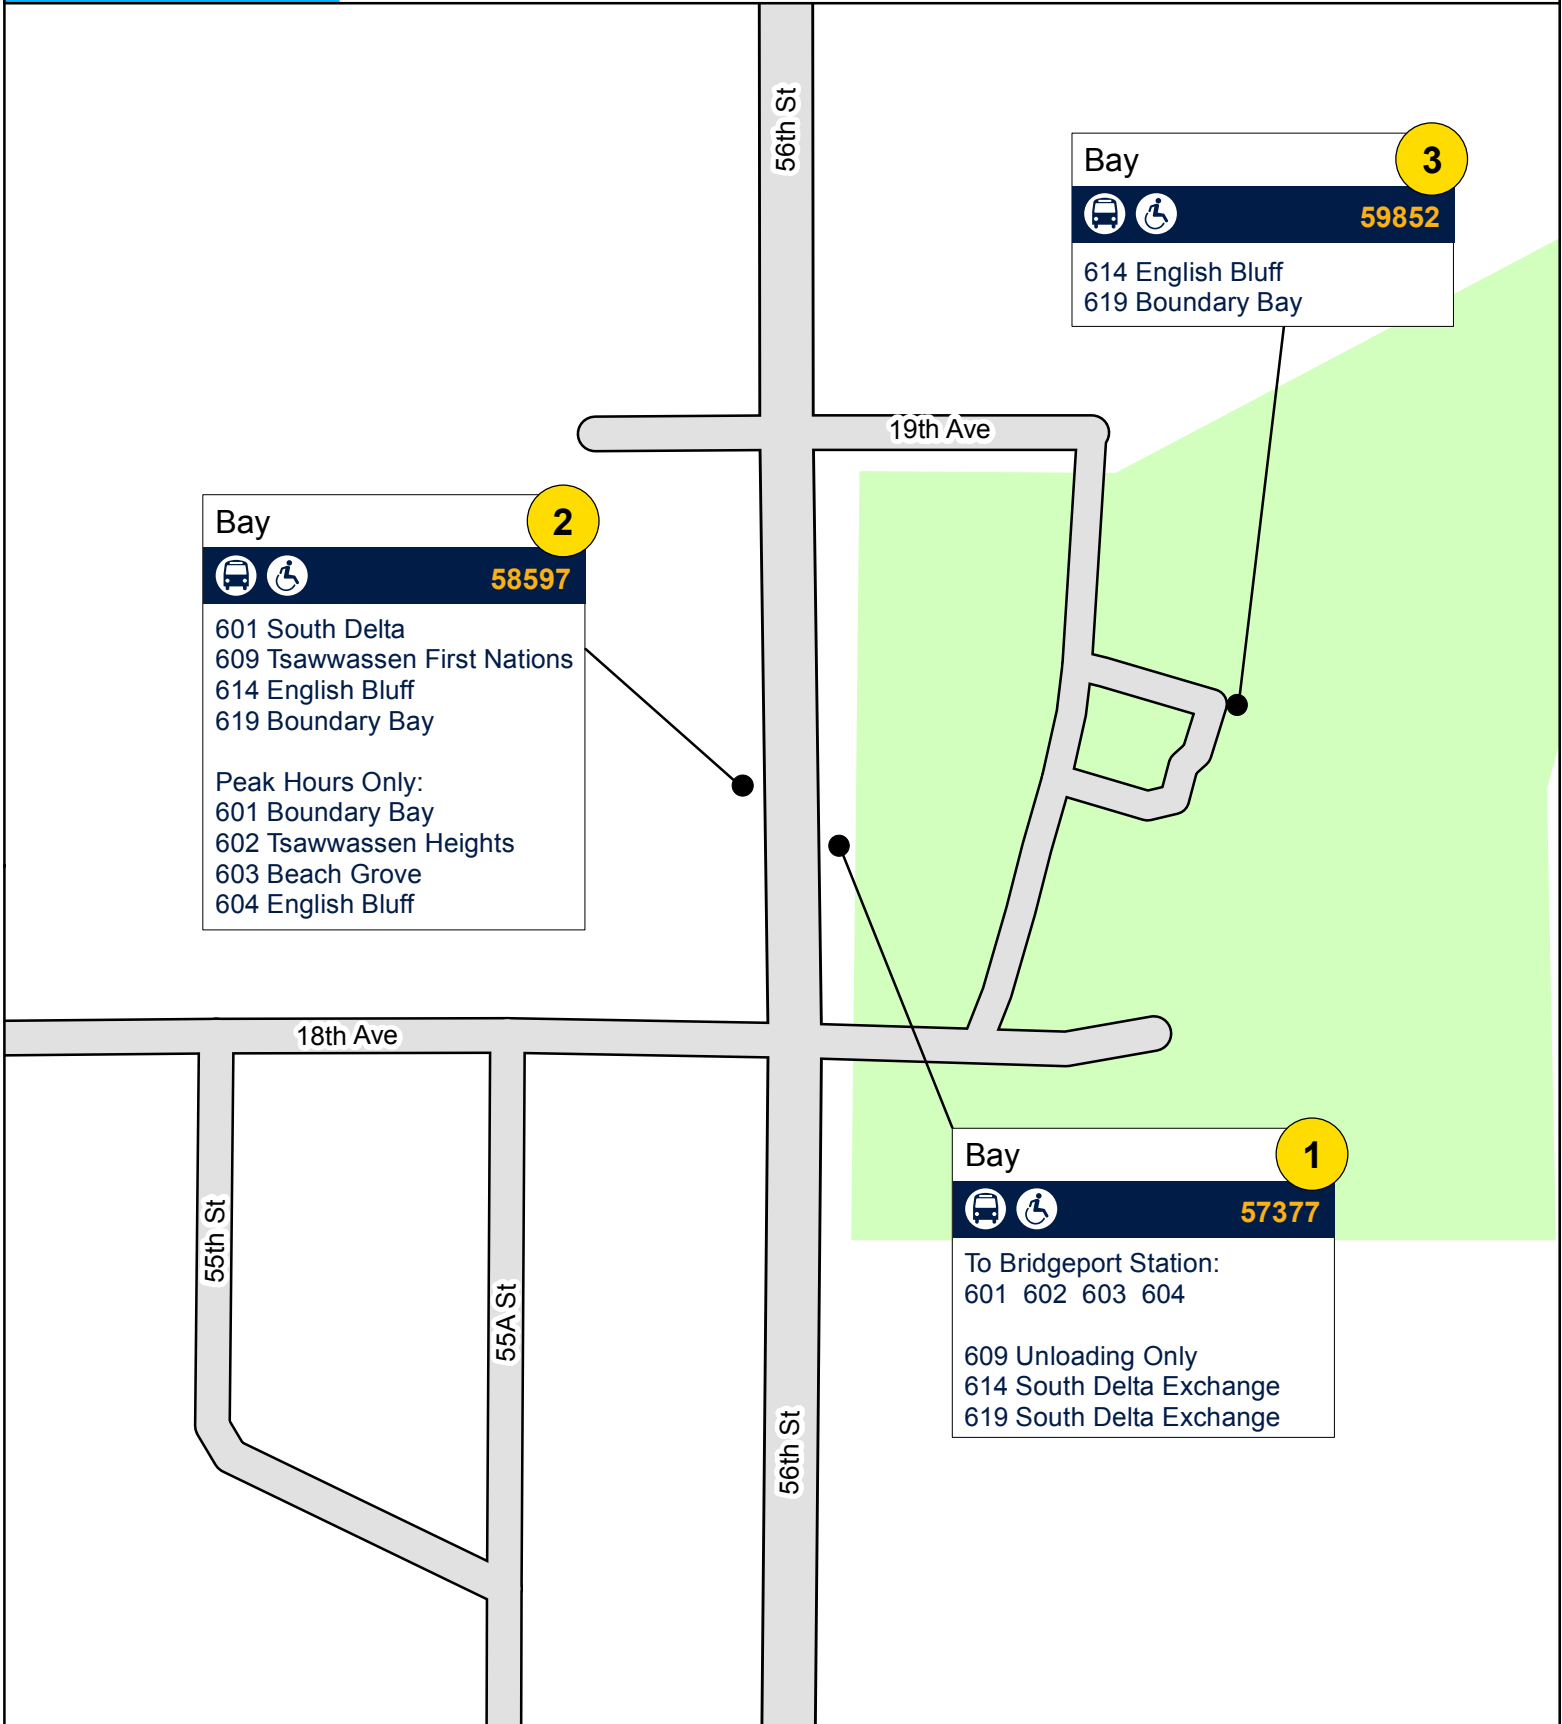 56th St
Bay 3
59852
614 English Bluff
619 Boundary Bay
19th Ave
Bay 2
58597
601 South Delta
609 Tsawwassen First Nations
614 English Bluff
619 Boundary Bay
Peak Hours Only:
601 Boundary Bay
602 Tsawwassen Heights
603 Beach Grove
604 English Bluff
18th Ave
Bay 1
57377
To Bridgeport Station:
601 602 603 604
609 Unloading Only
614 South Delta Exchange
619 South Delta Exchange
55th St
55A St
56th St